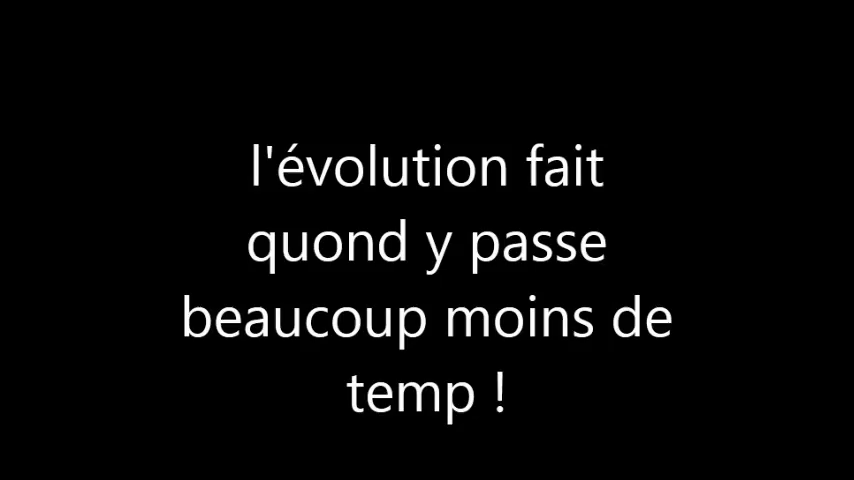 l'évolution fait
quond y passe
beaucoup moins de
temp !